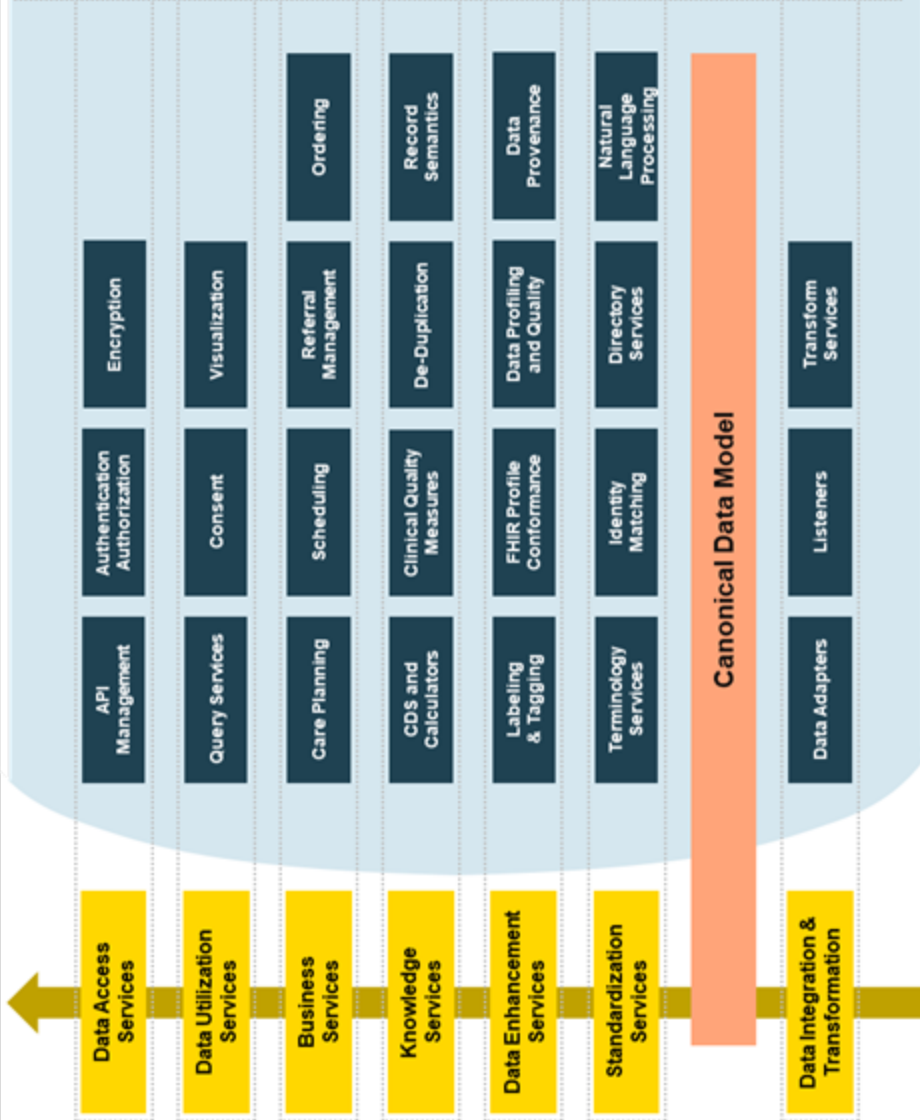 Data Access
Services
API
Management
Authentication
Authorization
Encryption
Data Utilization
Services
Query Services
Consent
Visualization
Business
Services
Care Planning
Scheduling
Referral
Management
Ordering
Knowledge
Services
CDS and
Calculators
Clinical Quality
Measures
De-Duplication
Record
Semantics
Data Enhancement
Services
Labeling
& Tagging
FHIR Profile
Conformance
Data Profiling
and Quality
Data
Provenance
Standardization
Services
Terminology
Services
Identity
Matching
Directory
Services
Natural
Language
Processing
Canonical Data Model
Data Integration &
Transformation
Data Adapters
Listeners
Transform
Services